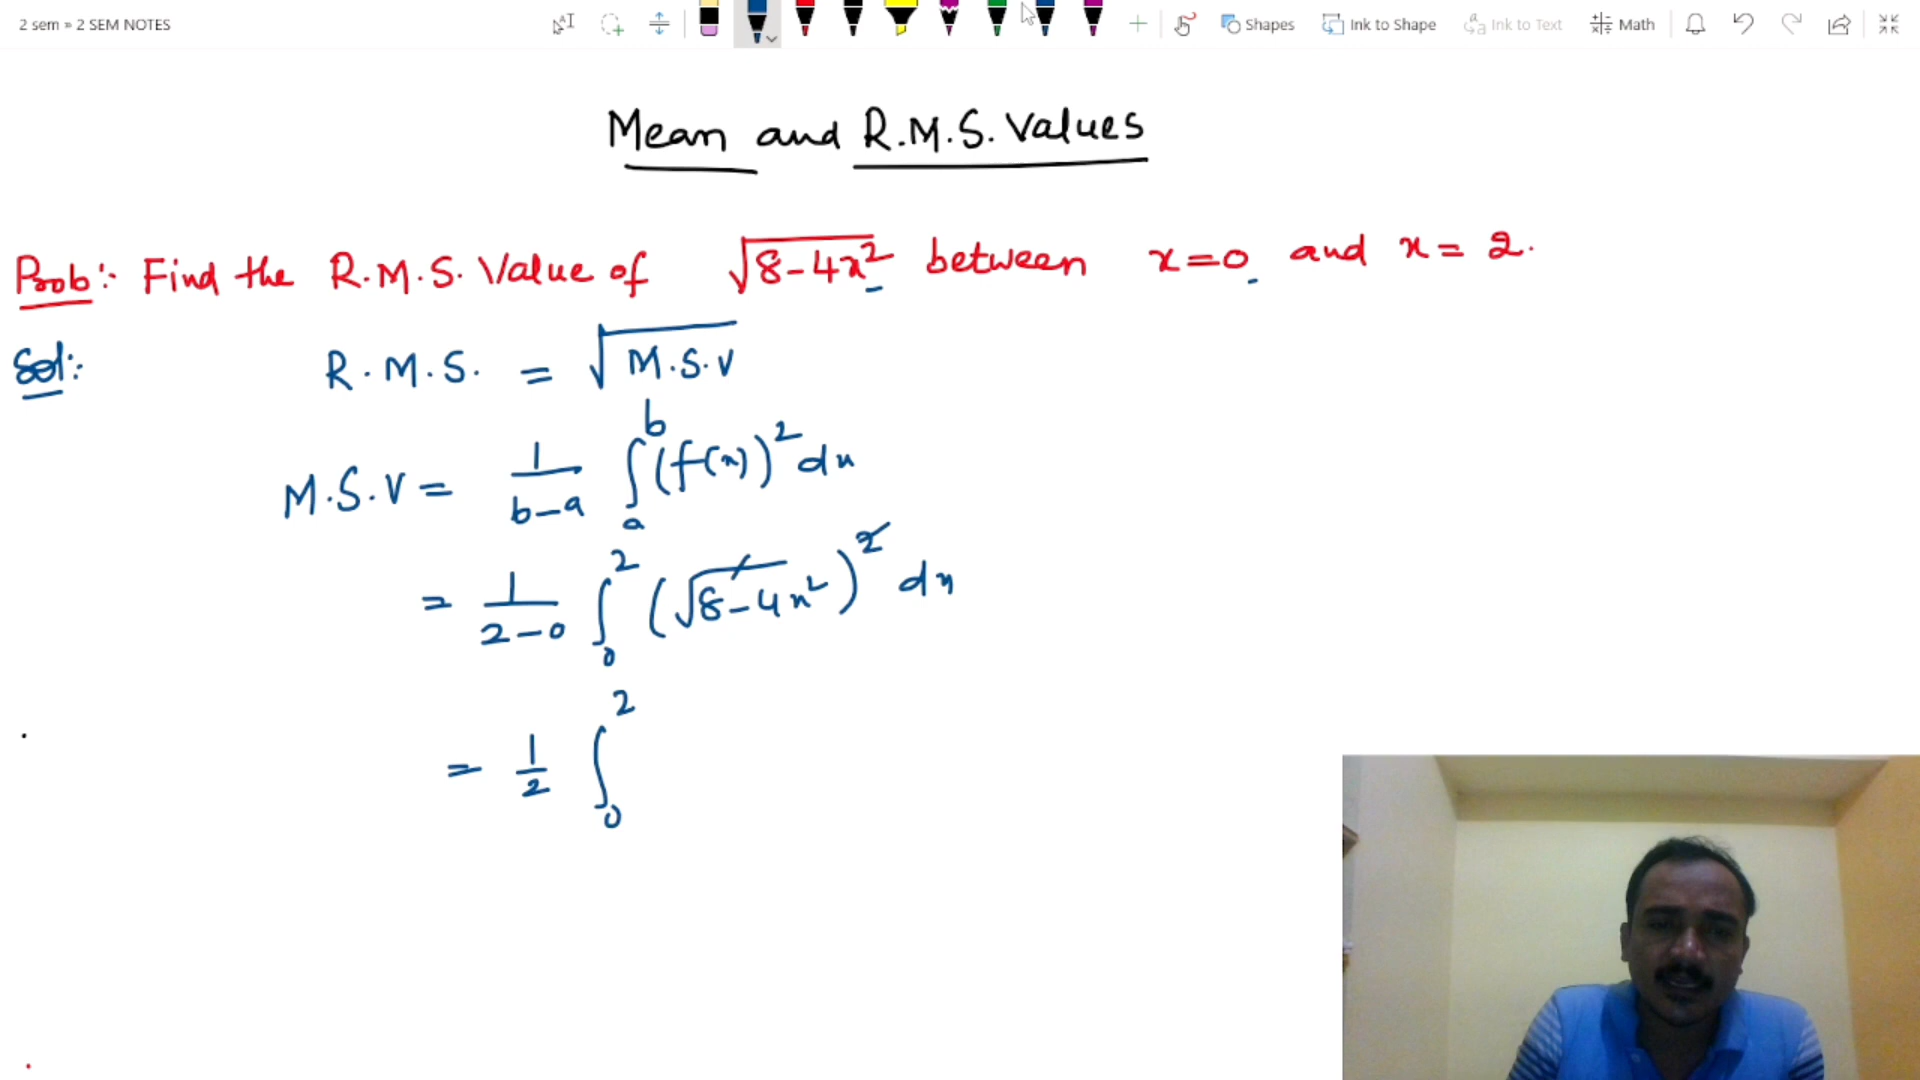 2 sem » 2 SEM NOTES
Shapes Ink to Shape Ink to Text Math
Mean and R.M.S. Values
Prob:- Find the R.M.S. Value of √(8-4x²) between x=0 and x=2.
Sol:
R.M.S. = √M.S.V
M.S.V = 1/(b-a) ∫ₐᵇ (f(x))² dx
= 1/(2-0) ∫₀² (√(8-4x²))² dx
= 1/2 ∫₀²